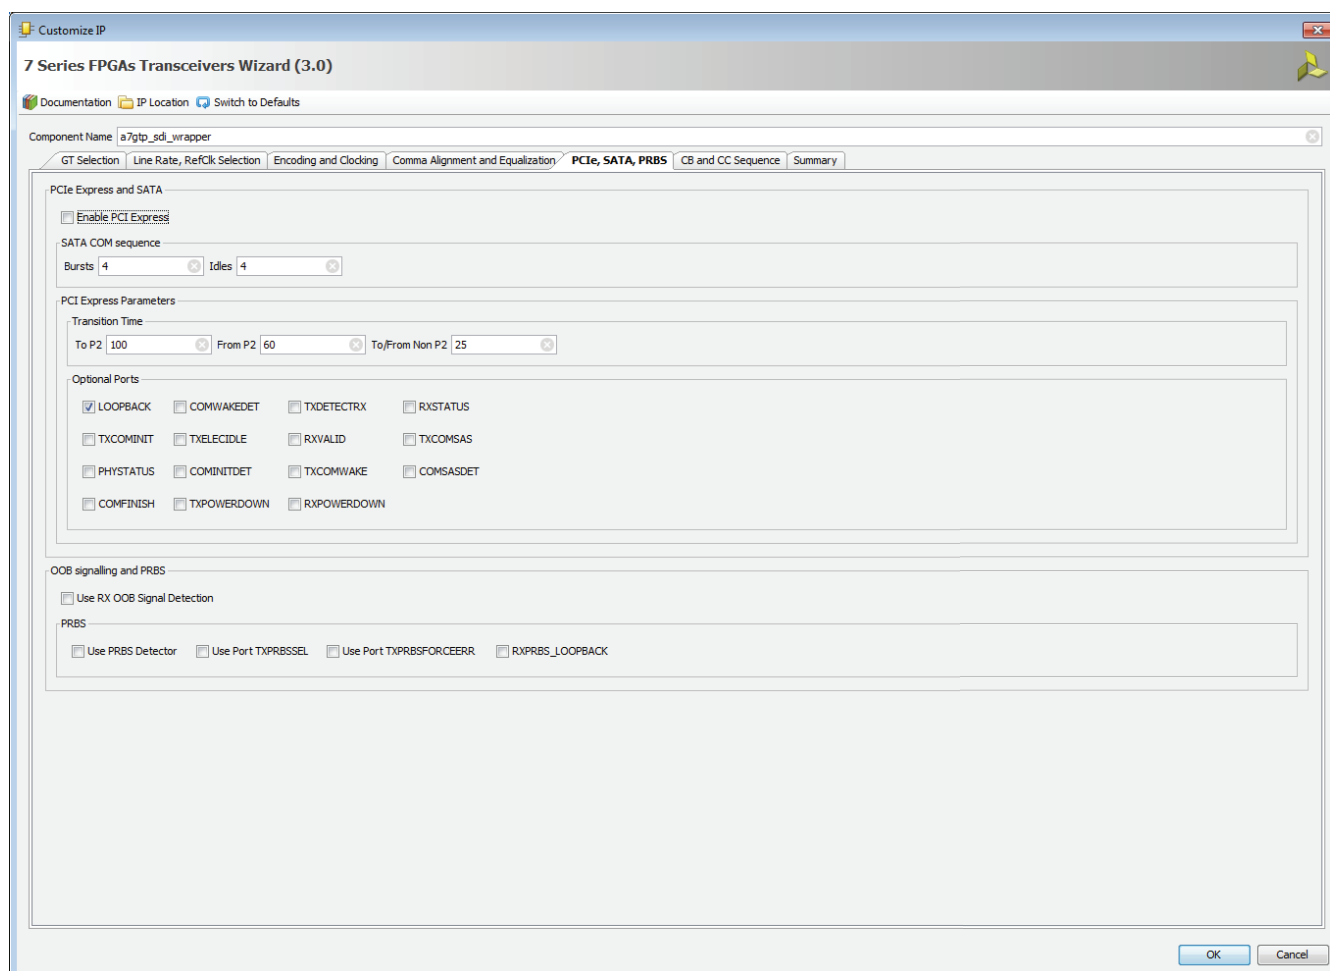 Customize IP
7 Series FPGAs Transceivers Wizard (3.0)
Documentation IP Location Switch to Defaults
Component Name a7gtp_sdi_wrapper
GT Selection Line Rate, RefClk Selection Encoding and Clocking Comma Alignment and Equalization PCIe, SATA, PRBS CB and CC Sequence Summary
PCIe Express and SATA
Enable PCI Express
SATA COM sequence
Bursts 4 Idles 4
PCI Express Parameters
Transition Time
To P2 100 From P2 60 To/From Non P2 25
Optional Ports
LOOPBACK COMWAKEDET TXDETECTRX RXSTATUS
TXCOMINIT TXELECIDLE RXVALID TXCOMSAS
PHYSTATUS COMINITDET TXCOMWAKE COMSASDET
COMFINISH TXPOWERDOWN RXPOWERDOWN
OOB signalling and PRBS
Use RX OOB Signal Detection
PRBS
Use PRBS Detector Use Port TXPRBSSEL Use Port TXPRBSFORCEERR RXPRBS_LOOPBACK
OK Cancel